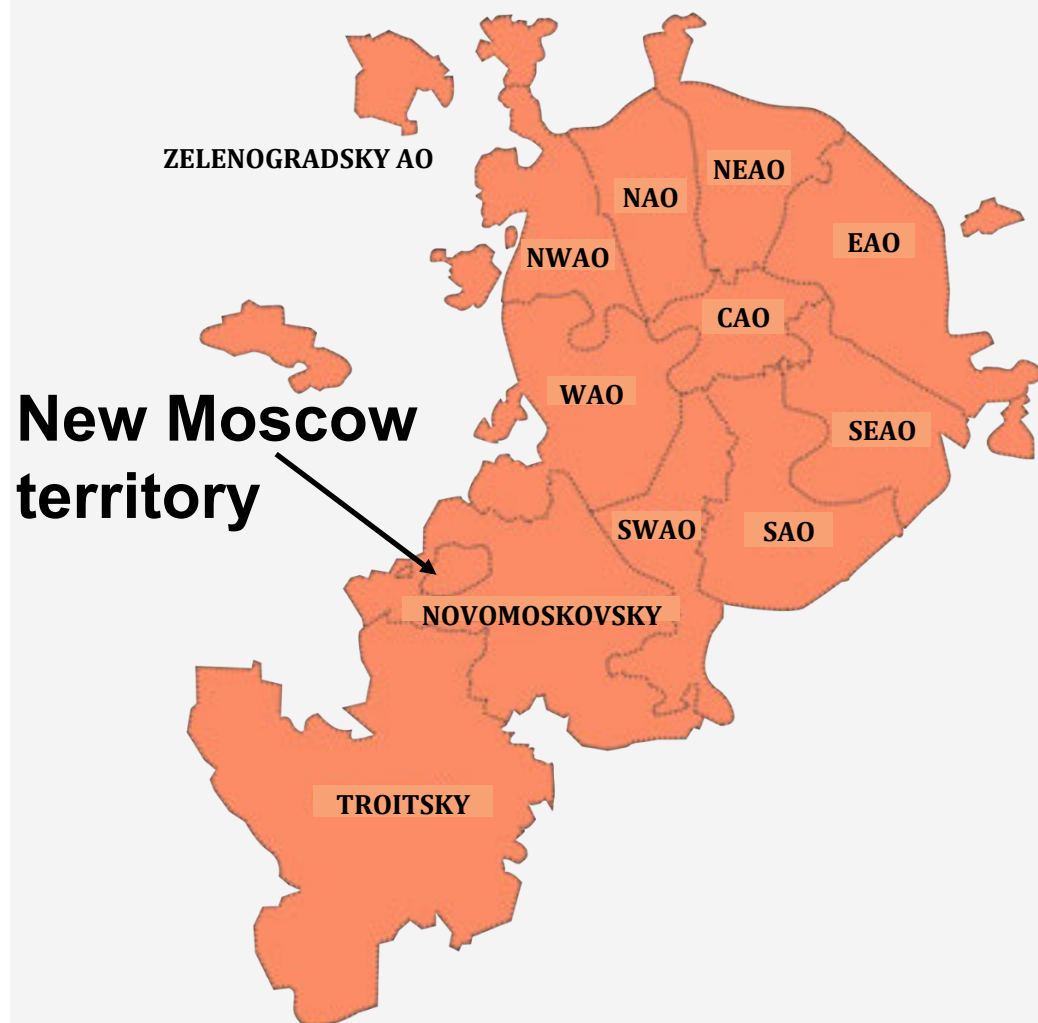 ZELENOGRADSKY AO
NEAO
NAO
EAO
NWAO
CAO
WAO
New Moscow
territory
SEAO
SWAO
SAO
NOVOMOSKOVSKY
TROITSKY